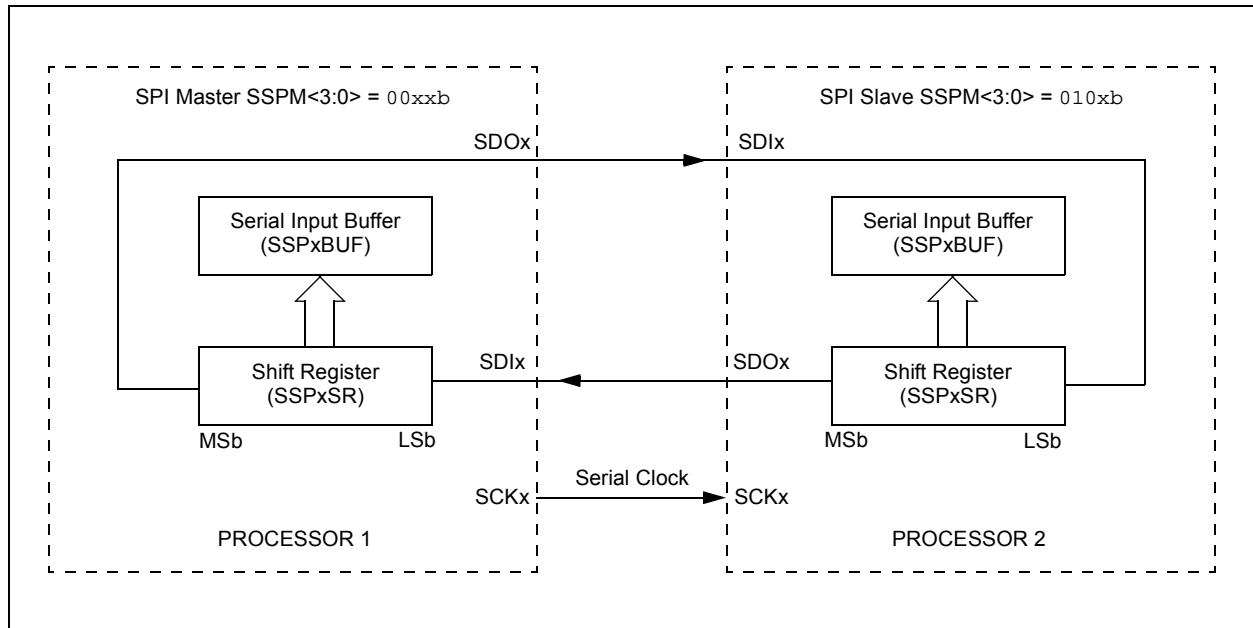 SPI Master SSPM<3:0> = 00xxb
SPI Slave SSPM<3:0> = 010xb
SDOx
SDIx
Serial Input Buffer
(SSPxBUF)
Serial Input Buffer
(SSPxBUF)
Shift Register
(SSPxSR)
SDIx
SDOx
Shift Register
(SSPxSR)
MSb
LSb
MSb
LSb
Serial Clock
SCKx
SCKx
PROCESSOR 1
PROCESSOR 2